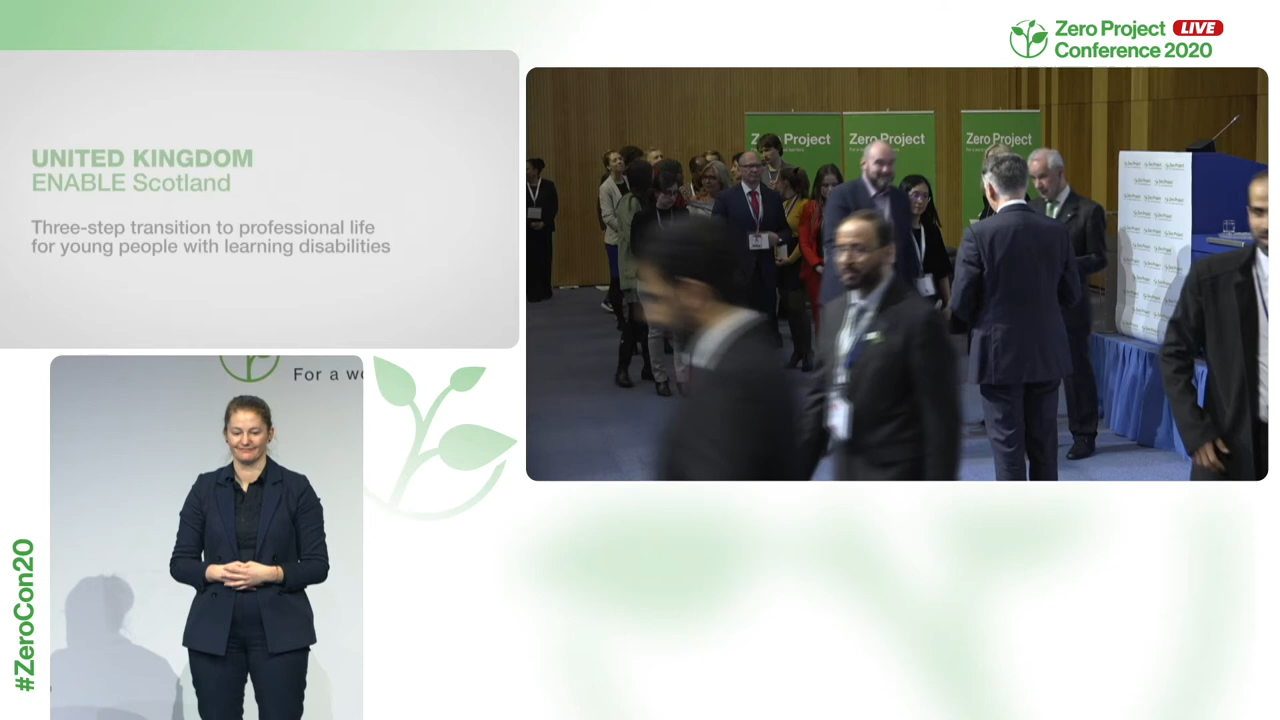 Zero Project LIVE
Conference 2020
UNITED KINGDOM
ENABLE Scotland
Three-step transition to professional life
for young people with learning disabilities
Zero Project
Zero Project
Zero Project
For a wo
#ZeroCon20